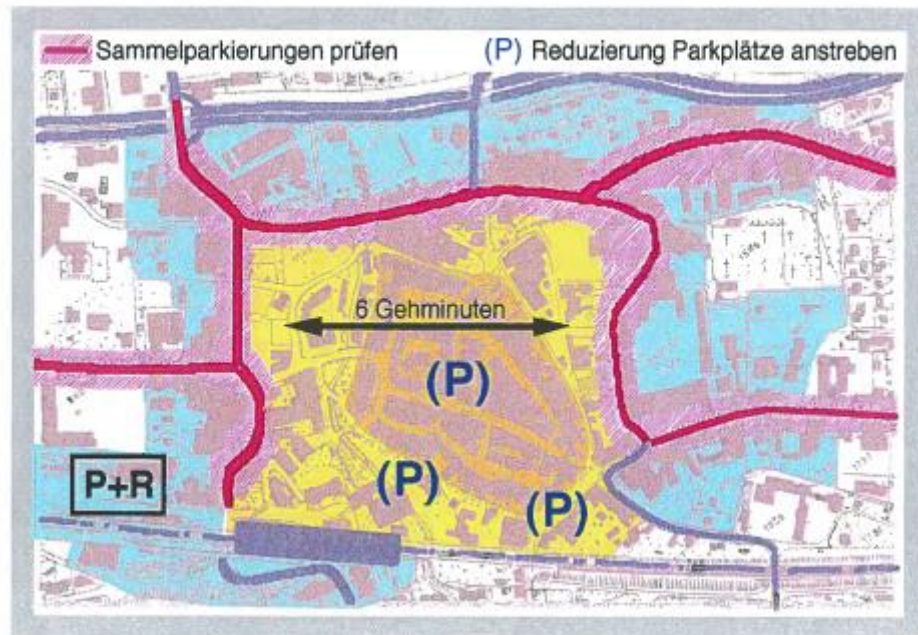 Sammelparkierungen prüfen
(P) Reduzierung Parkplätze anstreben
6 Gehminuten
(P)
(P)
(P)
P+R